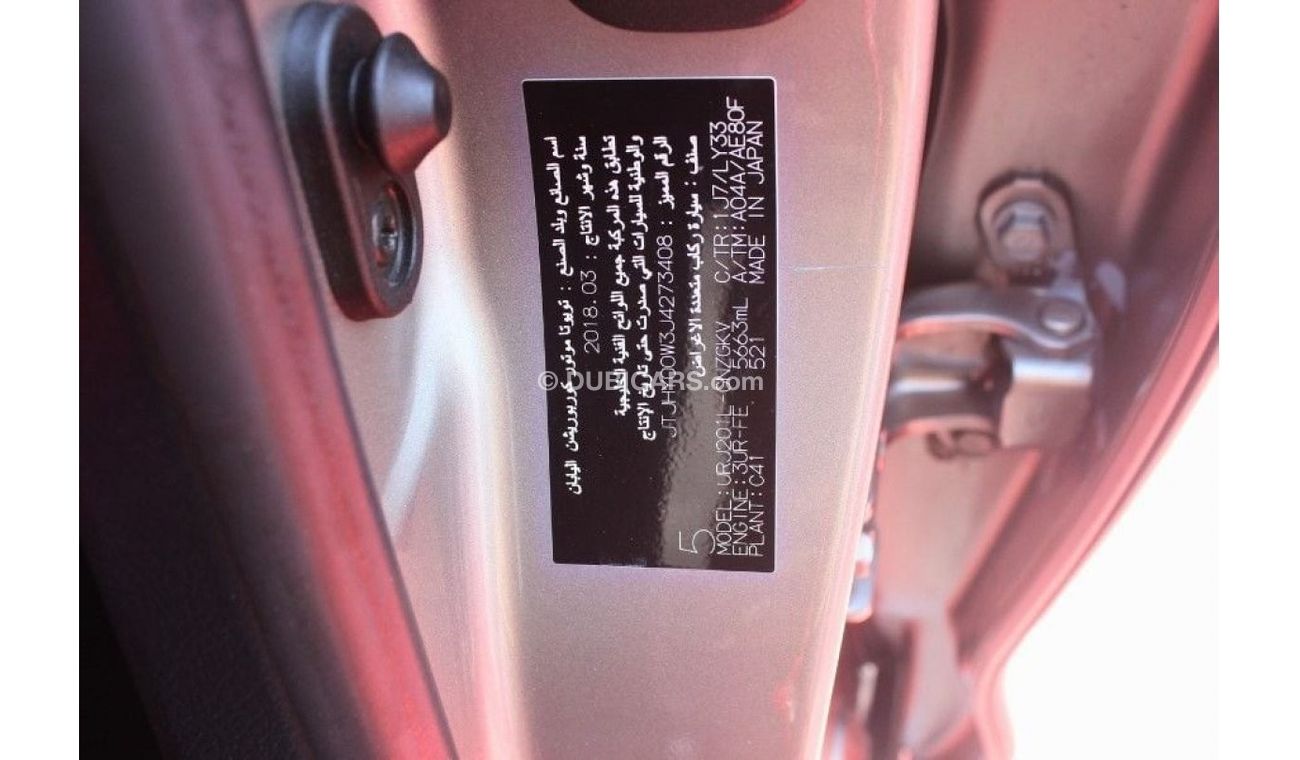 اسم الصانع وبلد الصنع : تويوتا موتور كوربوريشن اليابان
سنة وشهر الانتاج : 2018.03
تطابق هذه المركبة جميع اللوائح الفنية الخليجية
والوطنية للسيارات التي صدرت حتى تاريخ الإنتاج
الرقم المميز : 3J4273408
صنف : سيارة ركاب متعددة الاغراض
5
MODEL:URJ201L-GNZGKV C/TR:1J7/LY33
ENGINE:3UR-FE 5663mL A/TM:A04A/AE80F
PLANT:C41 521 MADE IN JAPAN
© DUBICARS.com